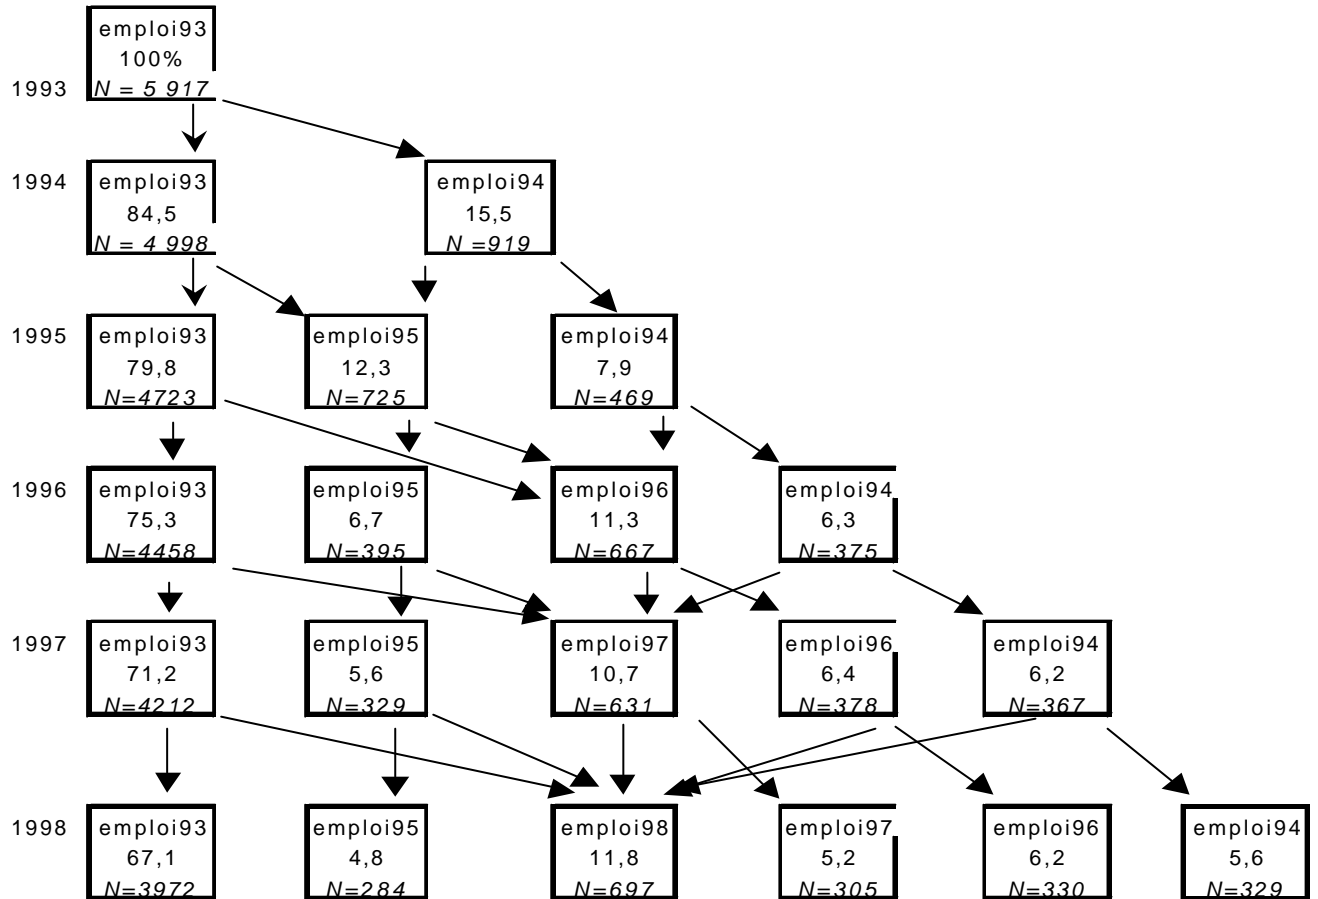 emploi93
100%
1993 N = 5 917
1994 emploi93 emploi94
84,5 15,5
N = 4 998 N =919
1995 emploi93 emploi95 emploi94
79,8 12,3 7,9
N=4723 N=725 N=469
1996 emploi93 emploi95 emploi96 emploi94
75,3 6,7 11,3 6,3
N=4458 N=395 N=667 N=375
1997 emploi93 emploi95 emploi97 emploi96 emploi94
71,2 5,6 10,7 6,4 6,2
N=4212 N=329 N=631 N=378 N=367
1998 emploi93 emploi95 emploi98 emploi97 emploi96 emploi94
67,1 4,8 11,8 5,2 6,2 5,6
N=3972 N=284 N=697 N=305 N=330 N=329